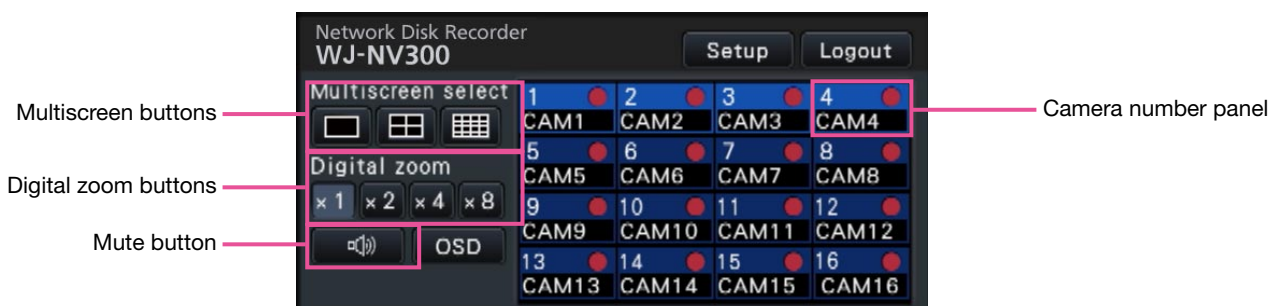 Network Disk Recorder
WJ-NV300
Setup
Logout
Multiscreen buttons
Multiscreen select
Digital zoom buttons
Digital zoom
× 1
× 2
× 4
× 8
Mute button
OSD
1
CAM1
2
CAM2
3
CAM3
4
CAM4
5
CAM5
6
CAM6
7
CAM7
8
CAM8
9
CAM9
10
CAM10
11
CAM11
12
CAM12
13
CAM13
14
CAM14
15
CAM15
16
CAM16
Camera number panel